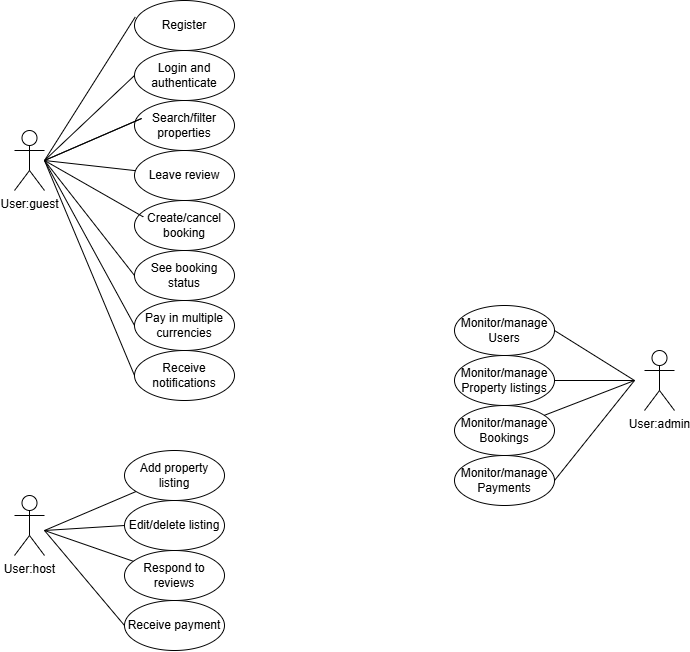 Register
Login and
authenticate
Search/filter
properties
Leave review
User:guest
Create/cancel
booking
See booking
status
Pay in multiple
currencies
Receive
notifications
Monitor/manage
Users
Monitor/manage
Property listings
User:admin
Monitor/manage
Bookings
Monitor/manage
Payments
Add property
listing
Edit/delete listing
User:host
Respond to
reviews
Receive payment